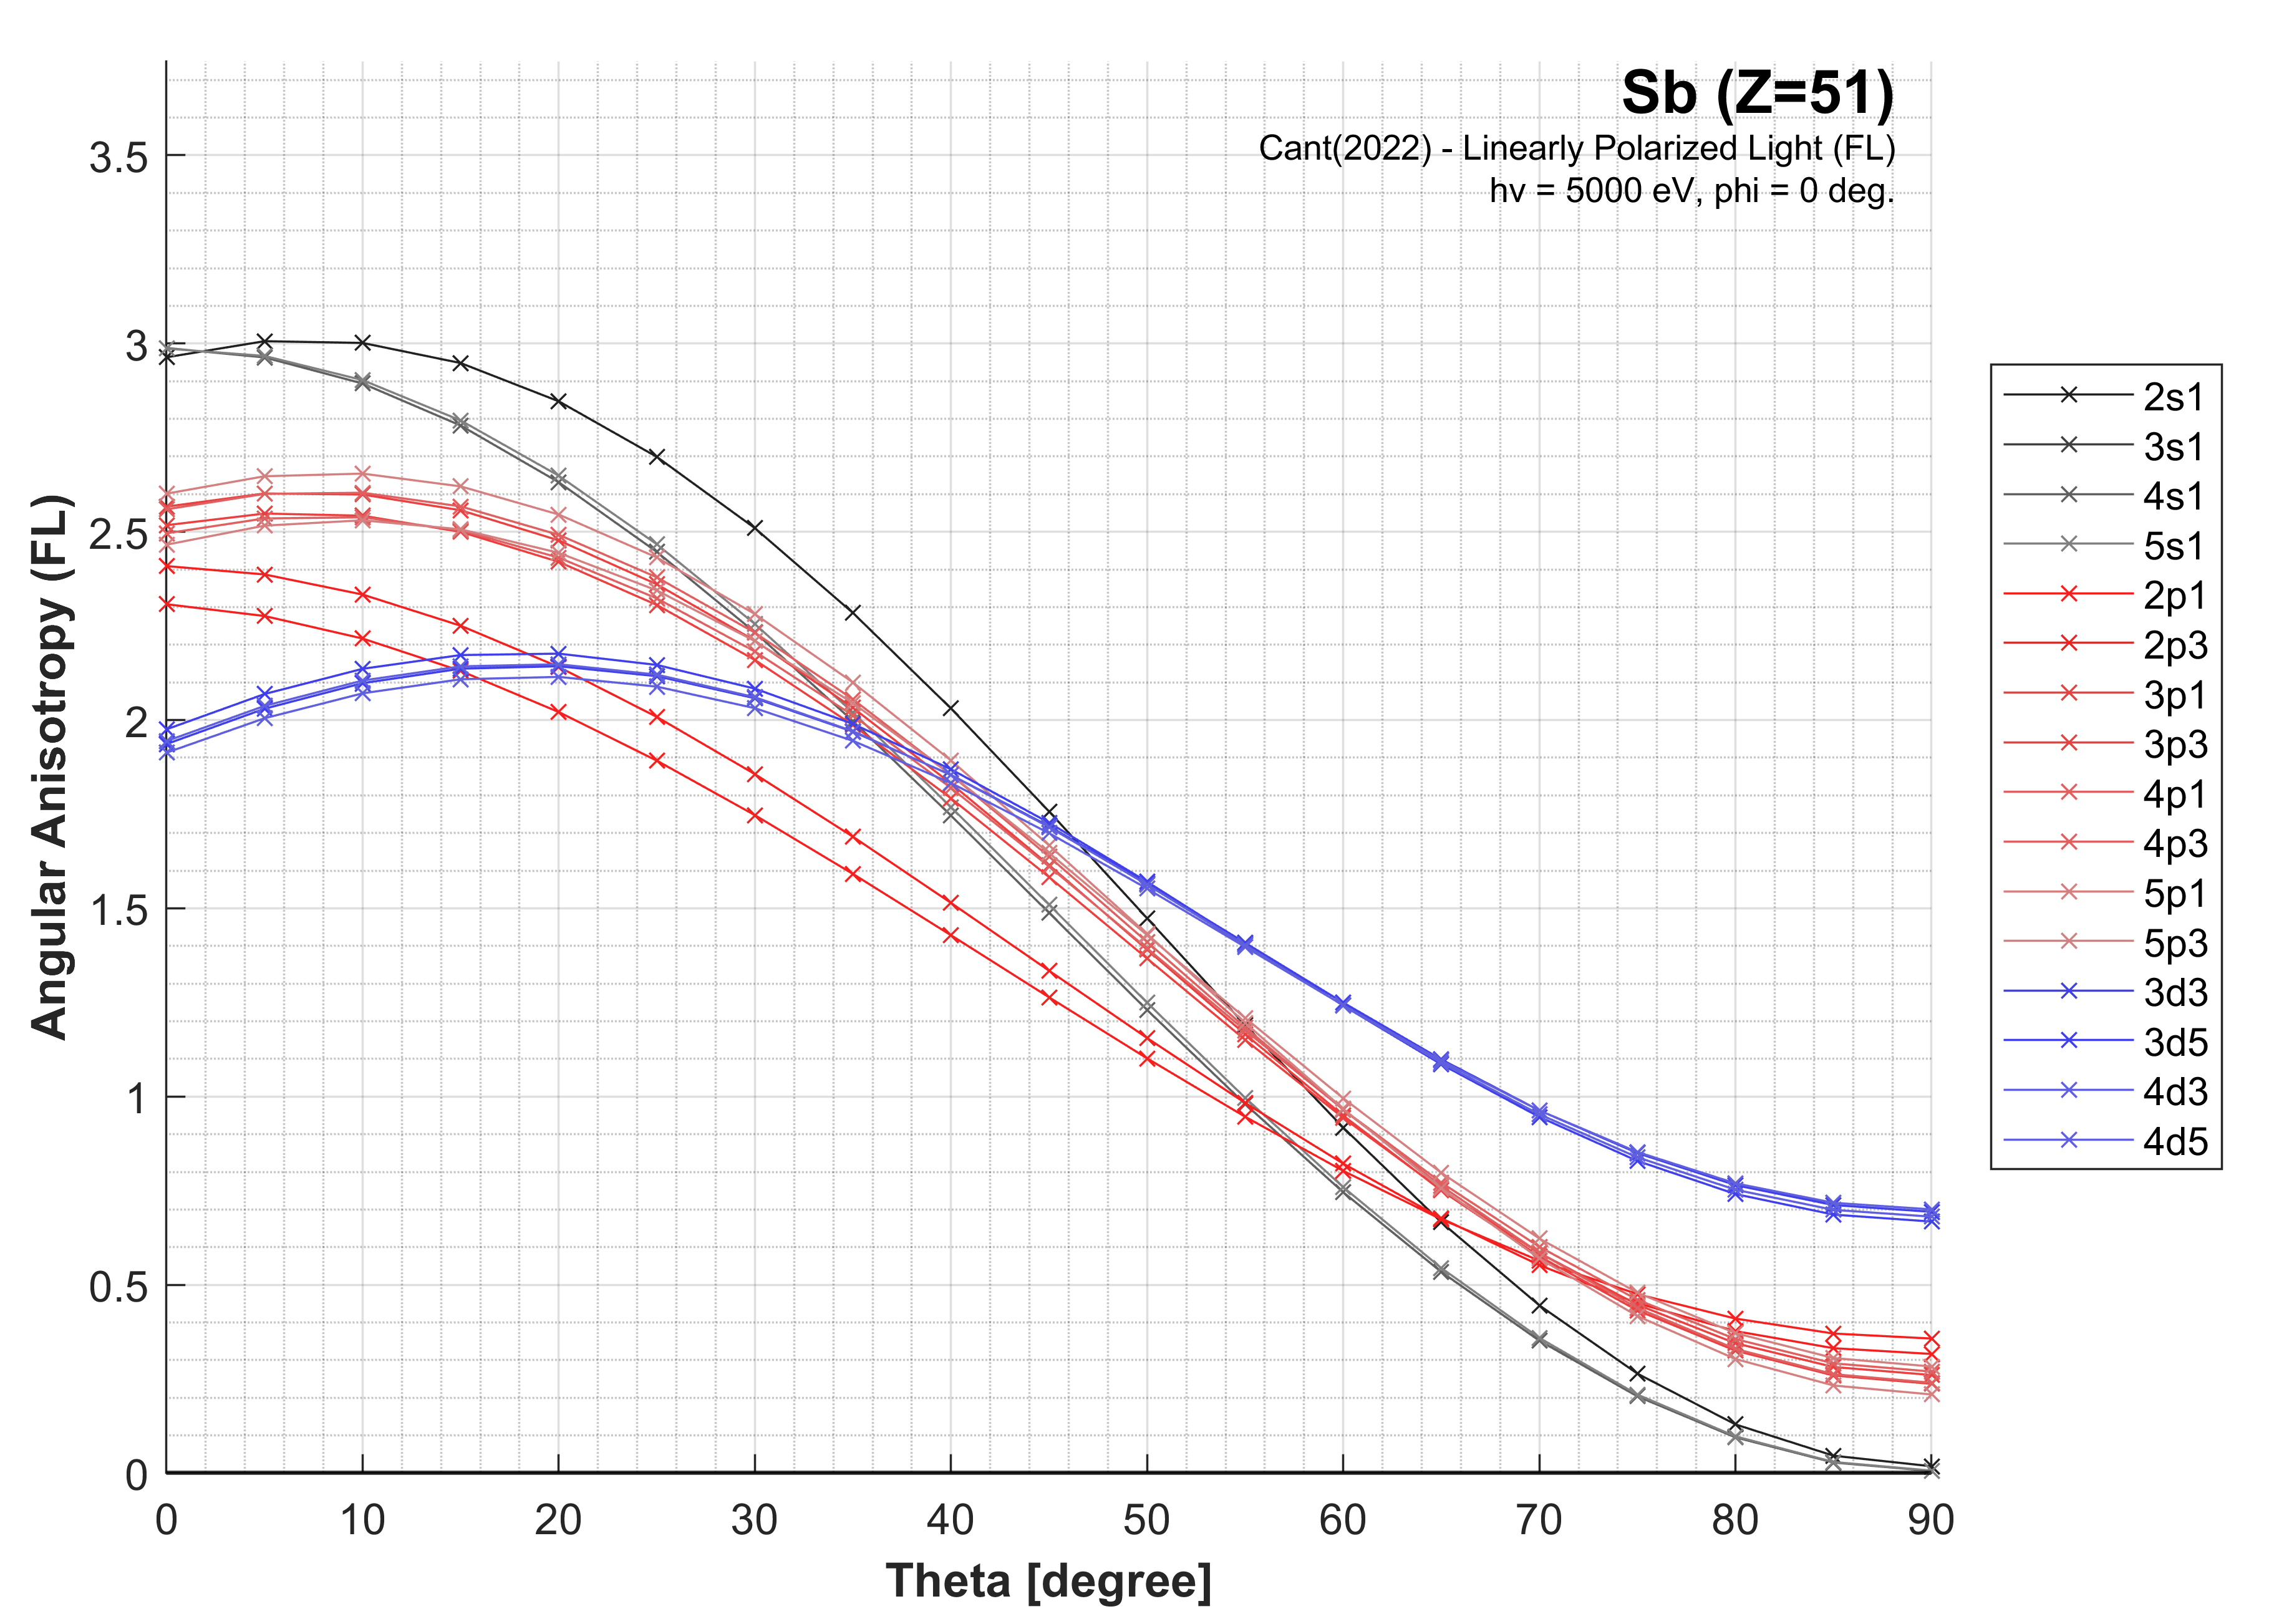 Sb (Z=51)
Cant(2022) - Linearly Polarized Light (FL)
hv = 5000 eV, phi = 0 deg.
Angular Anisotropy (FL)
3.5
3
2.5
2
1.5
1
0.5
0
0 10 20 30 40 50 60 70 80 90
Theta [degree]
2s1
3s1
4s1
5s1
2p1
2p3
3p1
3p3
4p1
4p3
5p1
5p3
3d3
3d5
4d3
4d5